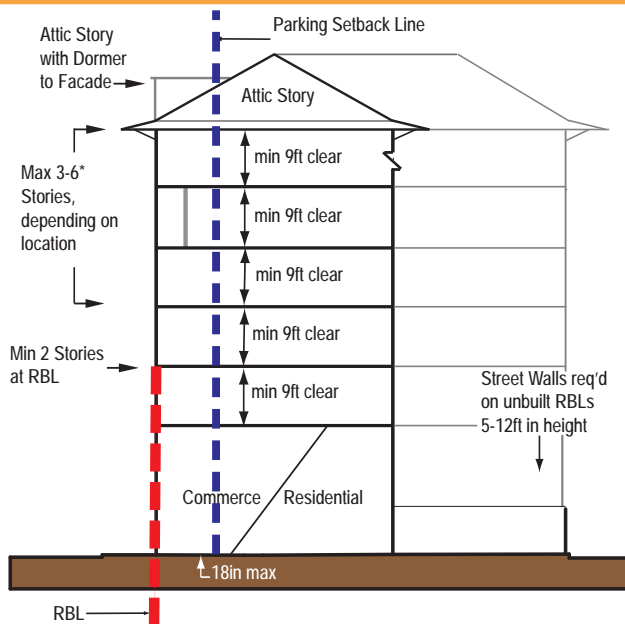 Parking Setback Line
Attic Story
with Dormer
to Facade
Attic Story
min 9ft clear
Max 3-6*
Stories,
depending on
location
min 9ft clear
min 9ft clear
min 9ft clear
Min 2 Stories
at RBL
min 9ft clear
Street Walls req'd
on unbuilt RBLs
5-12ft in height
Commerce Residential
18in max
RBL